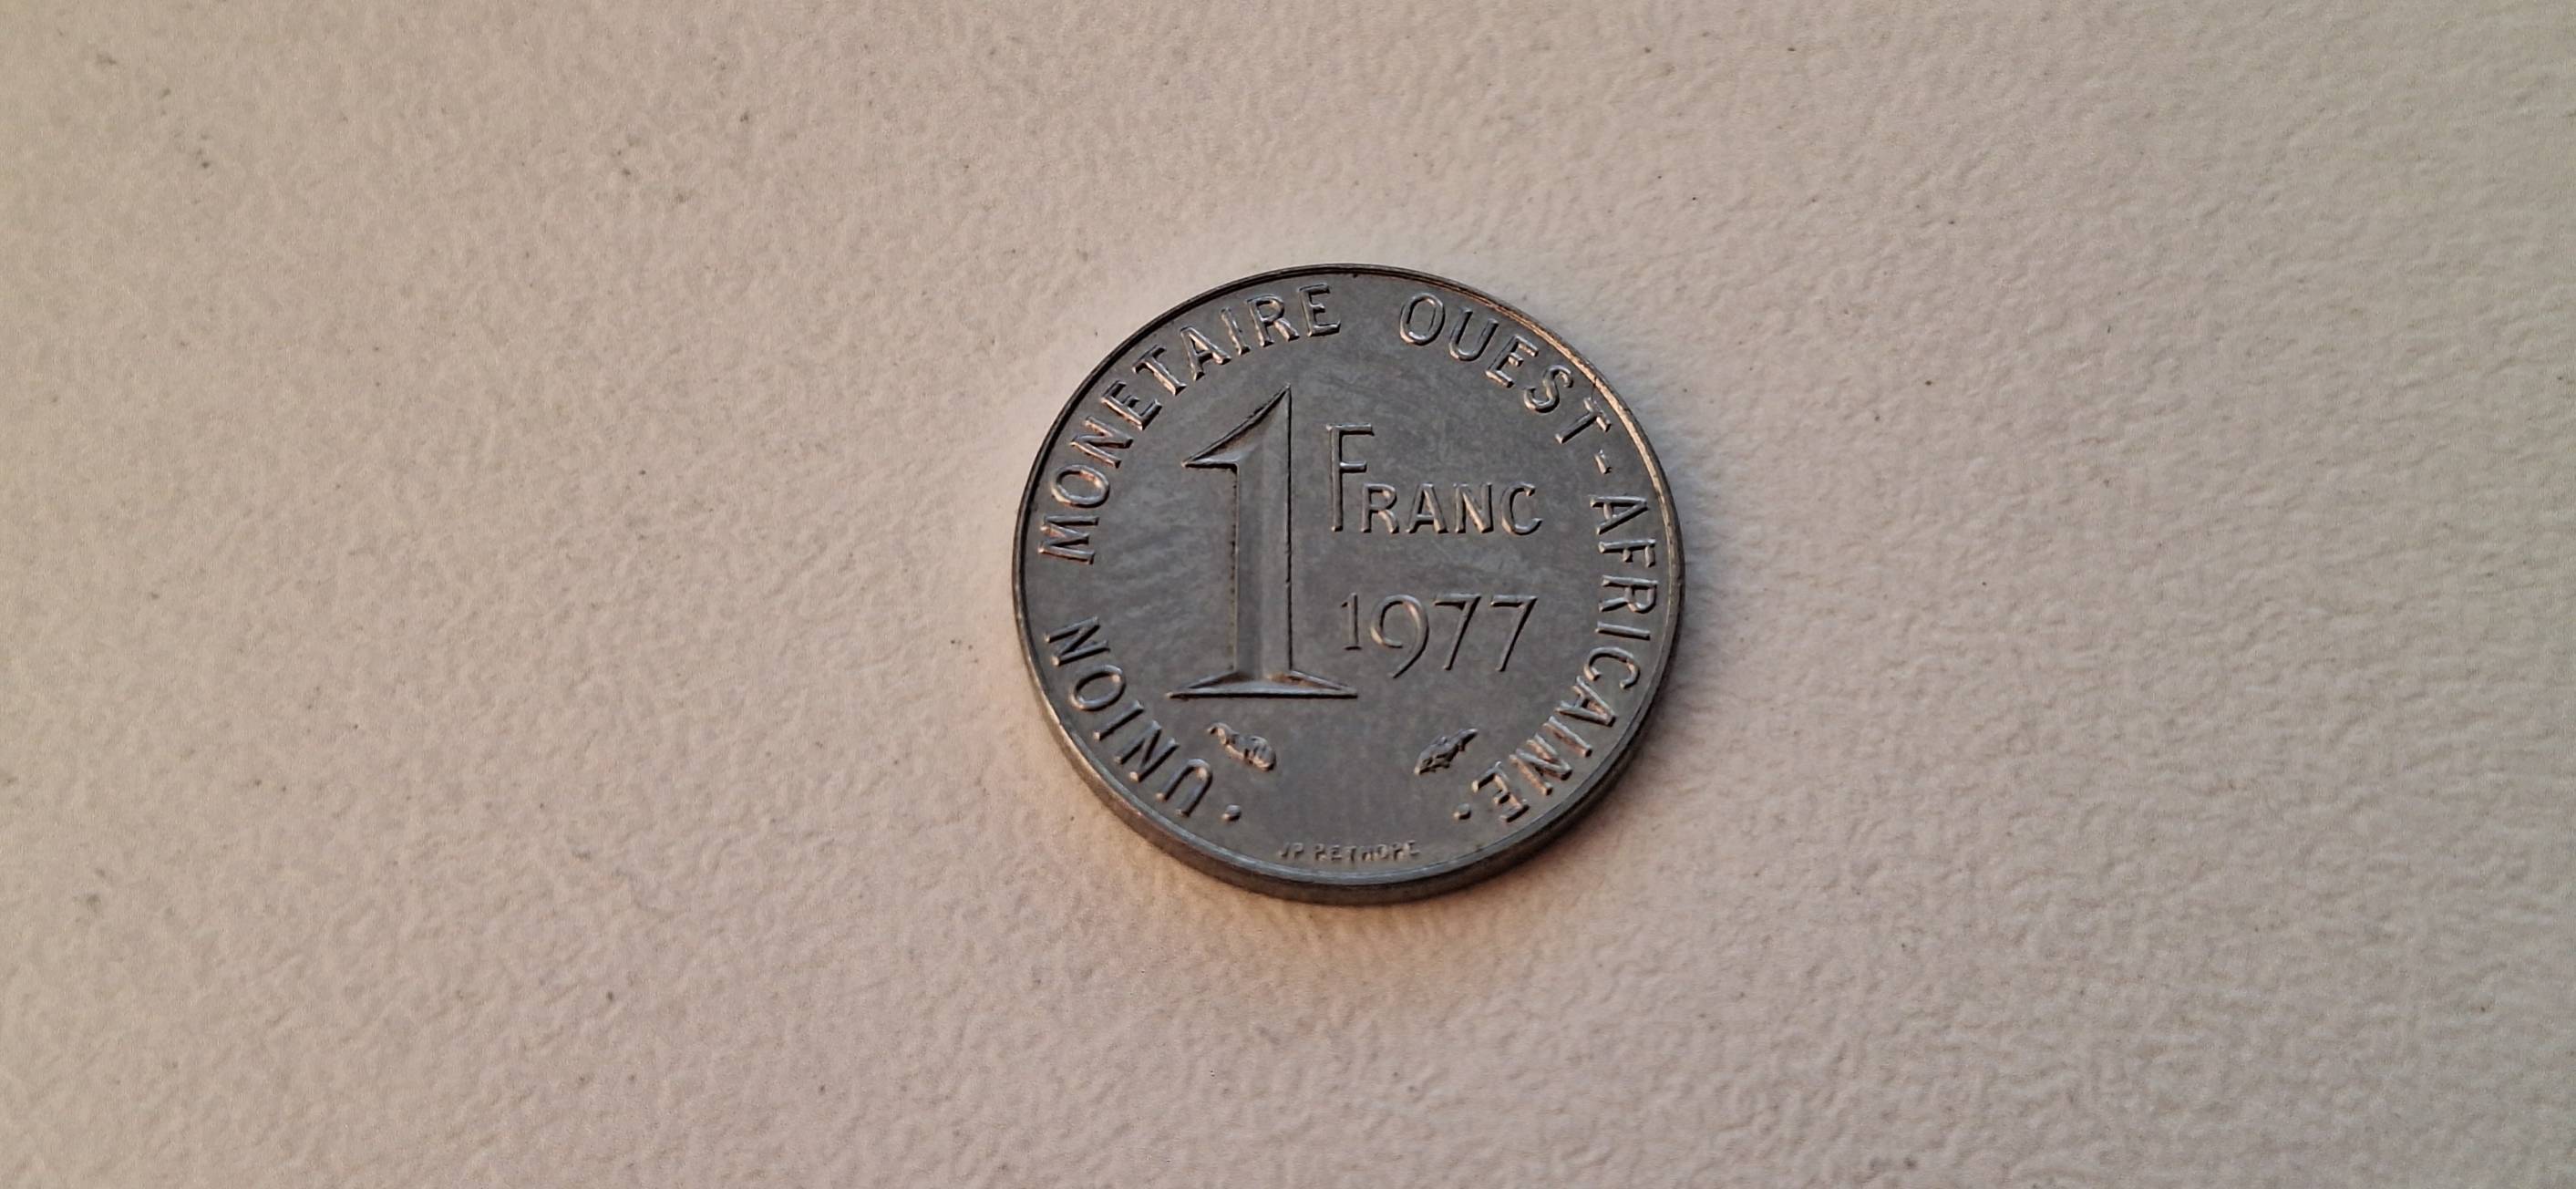 · UNION MONETAIRE OUEST-AFRICAINE ·
1 FRANC
1977